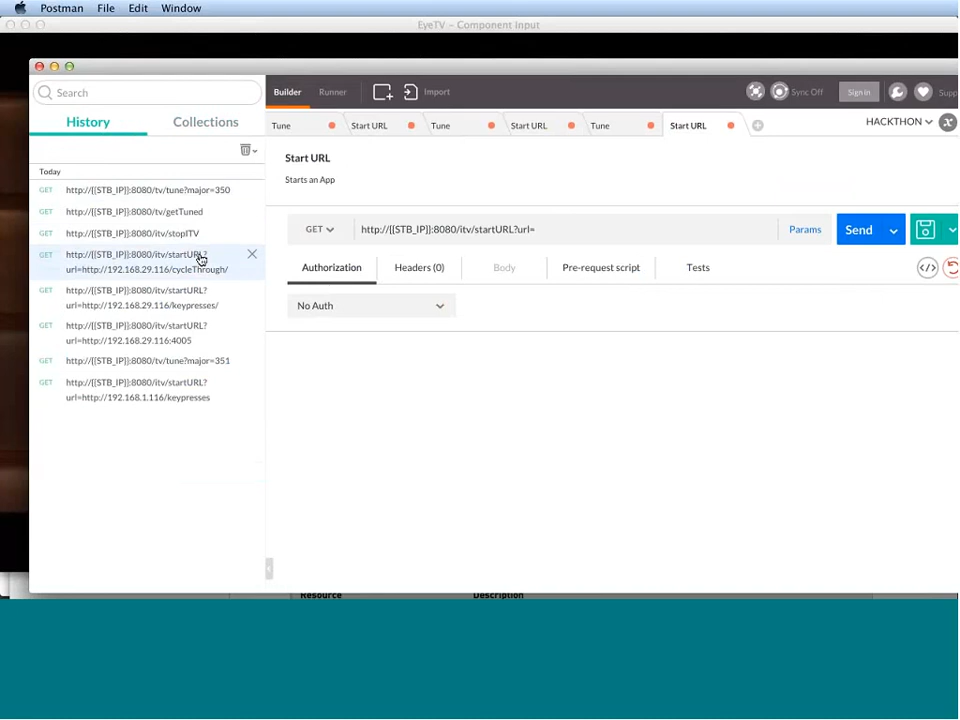 Postman File Edit Window
EyeTV – Component Input
Search
Builder Runner Import Sync Off Sign in Supp
History Collections
Tune Start URL Tune Start URL Tune Start URL HACKTHON
Start URL
Starts an App
Today
GET http://{{STB_IP}}:8080/tv/tune?major=350
GET http://{{STB_IP}}:8080/tv/getTuned
GET http://{{STB_IP}}:8080/itv/stopITV
GET http://{{STB_IP}}:8080/itv/startURL?
url=http://192.168.29.116/cycleThrough/
GET http://{{STB_IP}}:8080/itv/startURL?
url=http://192.168.29.116/keypresses/
GET http://{{STB_IP}}:8080/itv/startURL?
url=http://192.168.29.116:4005
GET http://{{STB_IP}}:8080/tv/tune?major=351
GET http://{{STB_IP}}:8080/itv/startURL?
url=http://192.168.1.116/keypresses
GET http://{{STB_IP}}:8080/itv/startURL?url= Params Send
Authorization Headers (0) Body Pre-request script Tests
No Auth
Resource Description